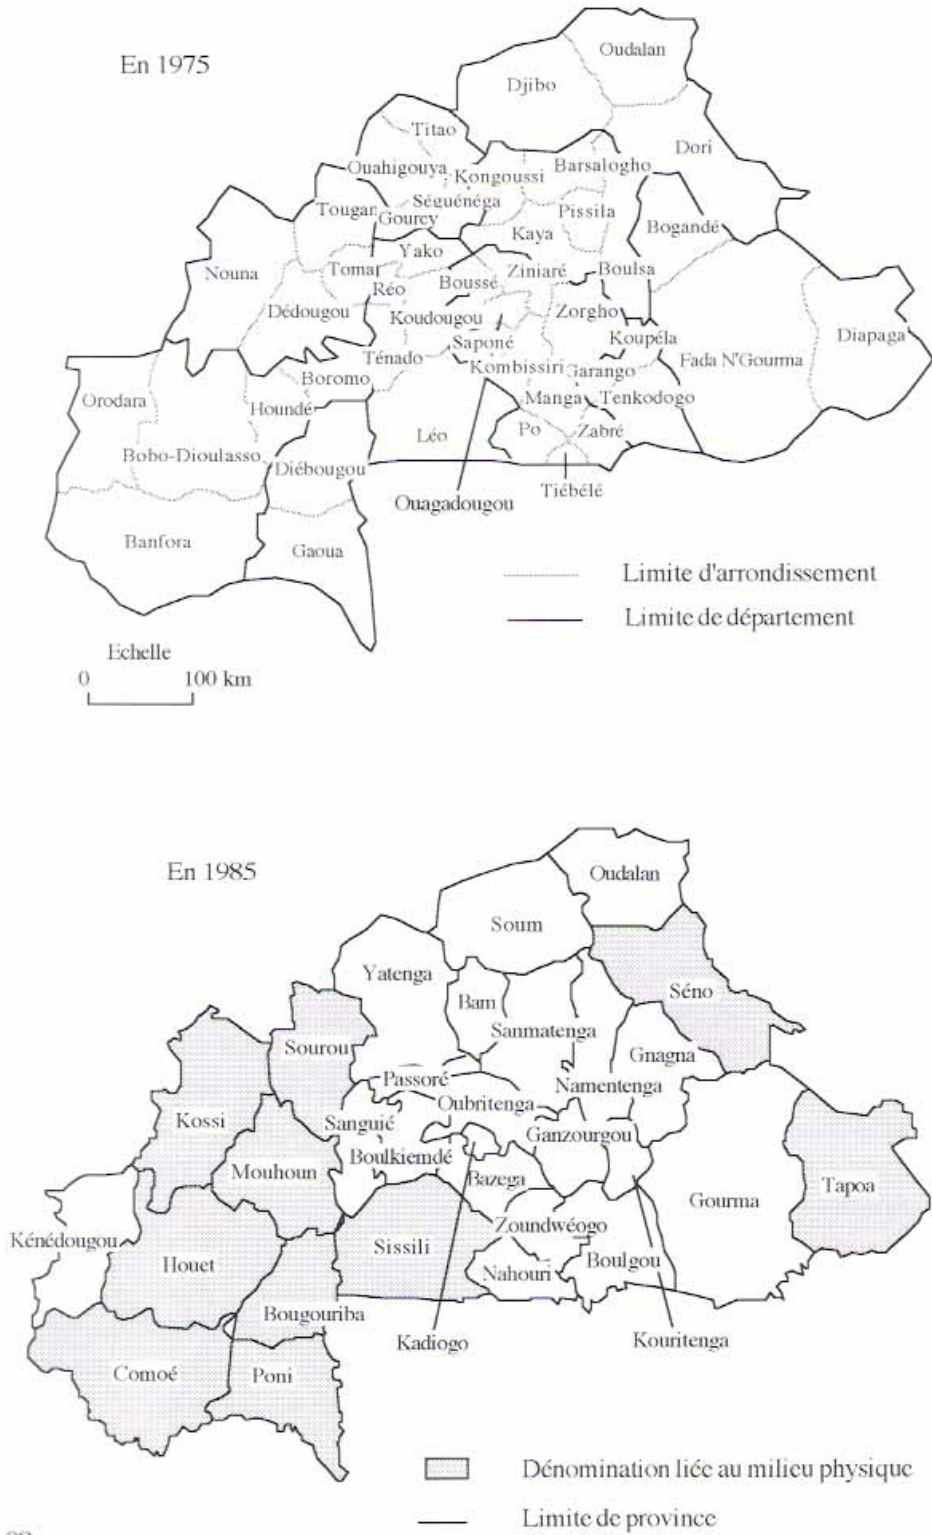 En 1975
Oudalan
Djibo
Titao
Dori
Ouahigouya
Kongoussi
Barsalogho
Séguénéga
Tougan
Gourcy
Pissila
Kaya
Bogandé
Yako
Nouna
Toma
Réo
Boussé
Ziniaré
Boulsa
Dédougou
Koudougou
Zorgho
Saponé
Koupéla
Diapaga
Ténado
Kombissiri
Garango
Fada N'Gourma
Boromo
Orodara
Houndé
Manga
Tenkodogo
Léo
Po
Zabré
Bobo-Dioulasso
Diébougou
Tiébélé
Ouagadougou
Banfora
Gaoua
Limite d'arrondissement
Limite de département
Echelle
0 100 km
En 1985
Oudalan
Soum
Yatenga
Séno
Bam
Sanmatenga
Sourou
Gnagna
Passoré
Namentenga
Oubritenga
Kossi
Sanguié
Ganzourgou
Boulkiemdé
Mouhoun
Bazega
Tapoa
Gourma
Kénédougou
Zoundwéogo
Sissili
Houet
Boulgou
Nahouri
Bougouriba
Kadiogo
Kouritenga
Comoé
Poni
Dénomination liée au milieu physique
Limite de province